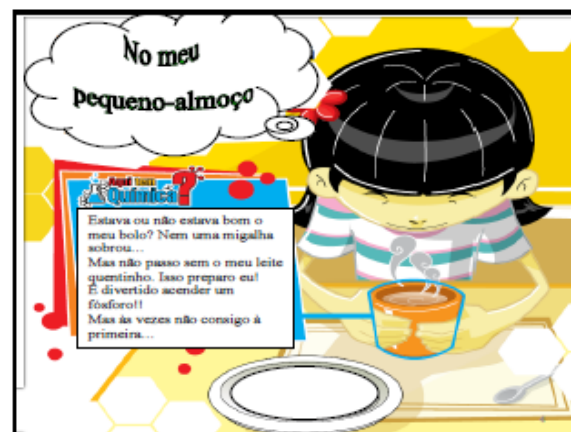 No meu
pequeno-almoço
Aqui tem
Química?
Estava ou não estava bom o
meu bolo? Nem uma migalha
sobrou...
Mas não passo sem o meu leite
quentinho. Isso preparo eu!
É divertido acender um
fósforo!!
Mas às vezes não consigo à
primeira...